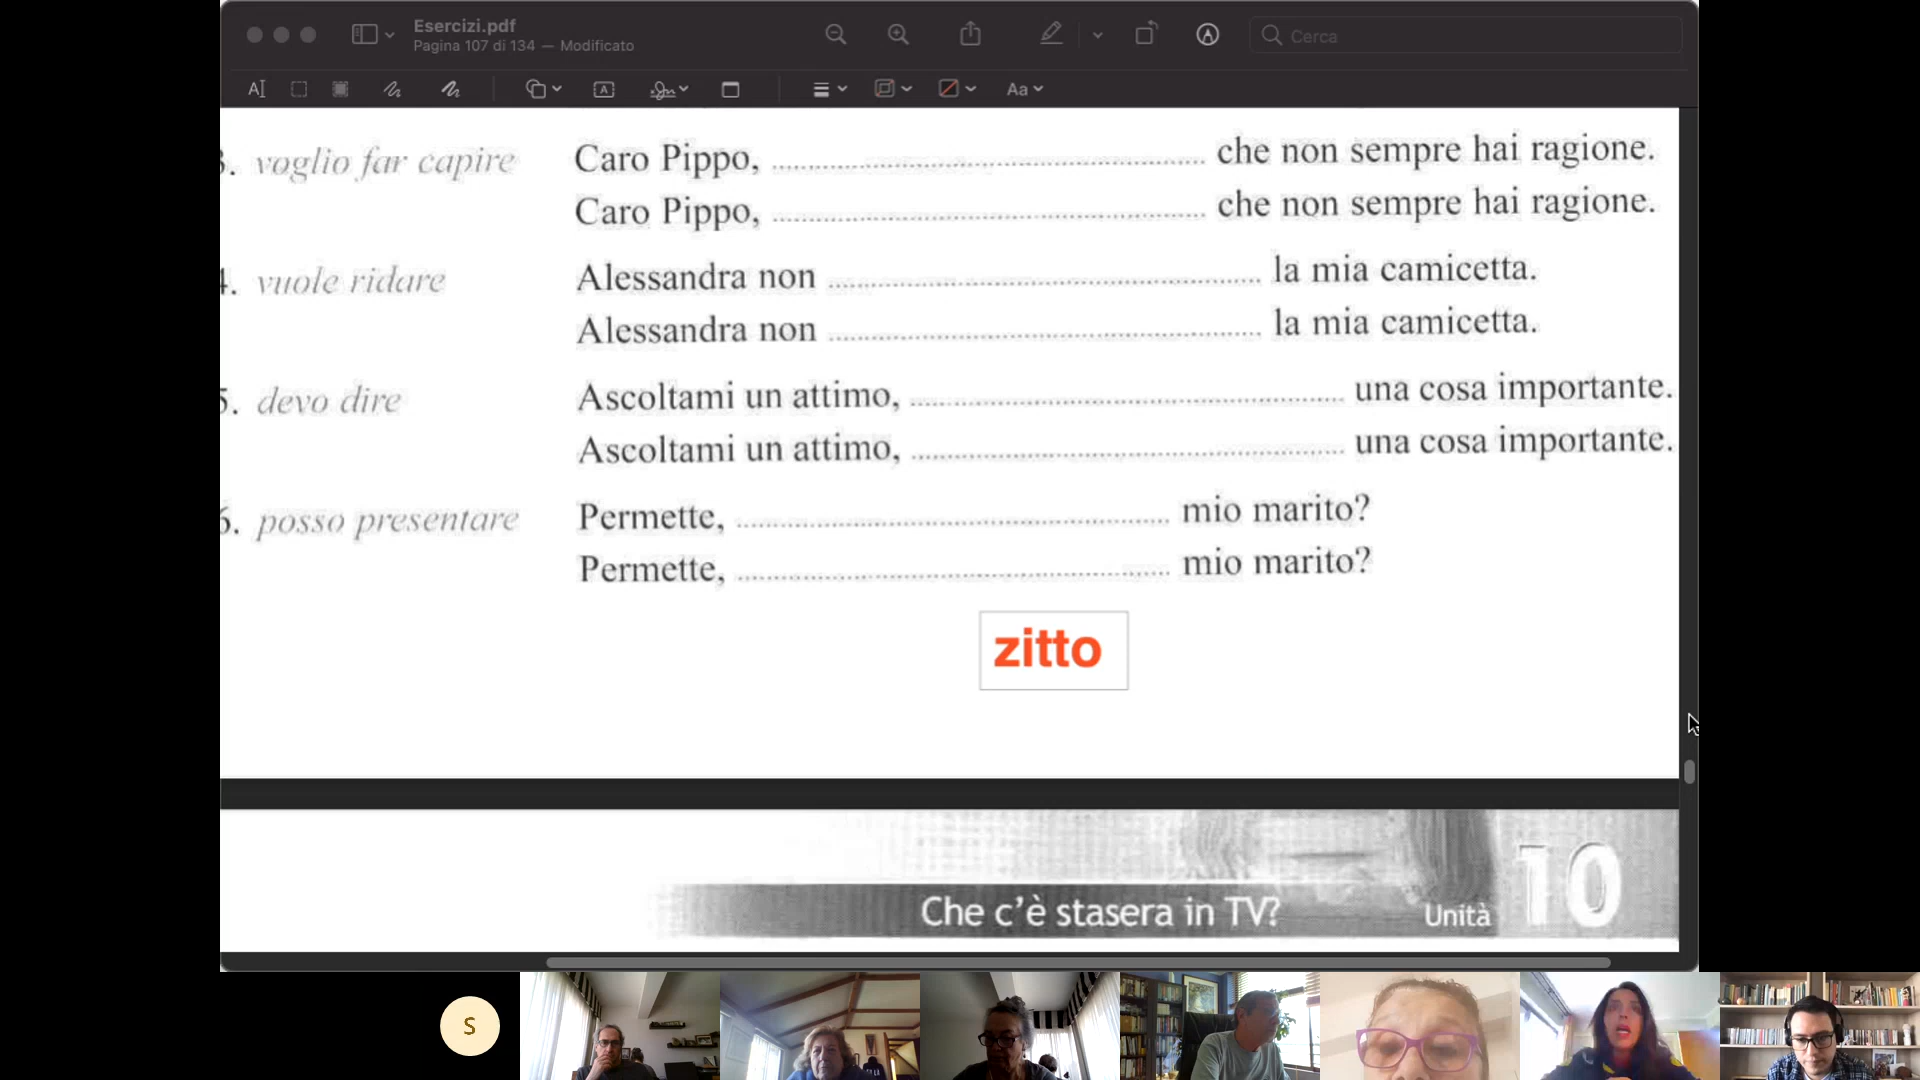 Esercizi.pdf
Pagina 107 di 134 — Modificato
Cerca
Aa
3. voglio far capire Caro Pippo, .......... che non sempre hai ragione.
Caro Pippo, .......... che non sempre hai ragione.
4. vuole ridare Alessandra non .......... la mia camicetta.
Alessandra non .......... la mia camicetta.
5. devo dire Ascoltami un attimo, .......... una cosa importante.
Ascoltami un attimo, .......... una cosa importante.
6. posso presentare Permette, .......... mio marito?
Permette, .......... mio marito?
zitto
Che c'è stasera in TV? Unità 10
S